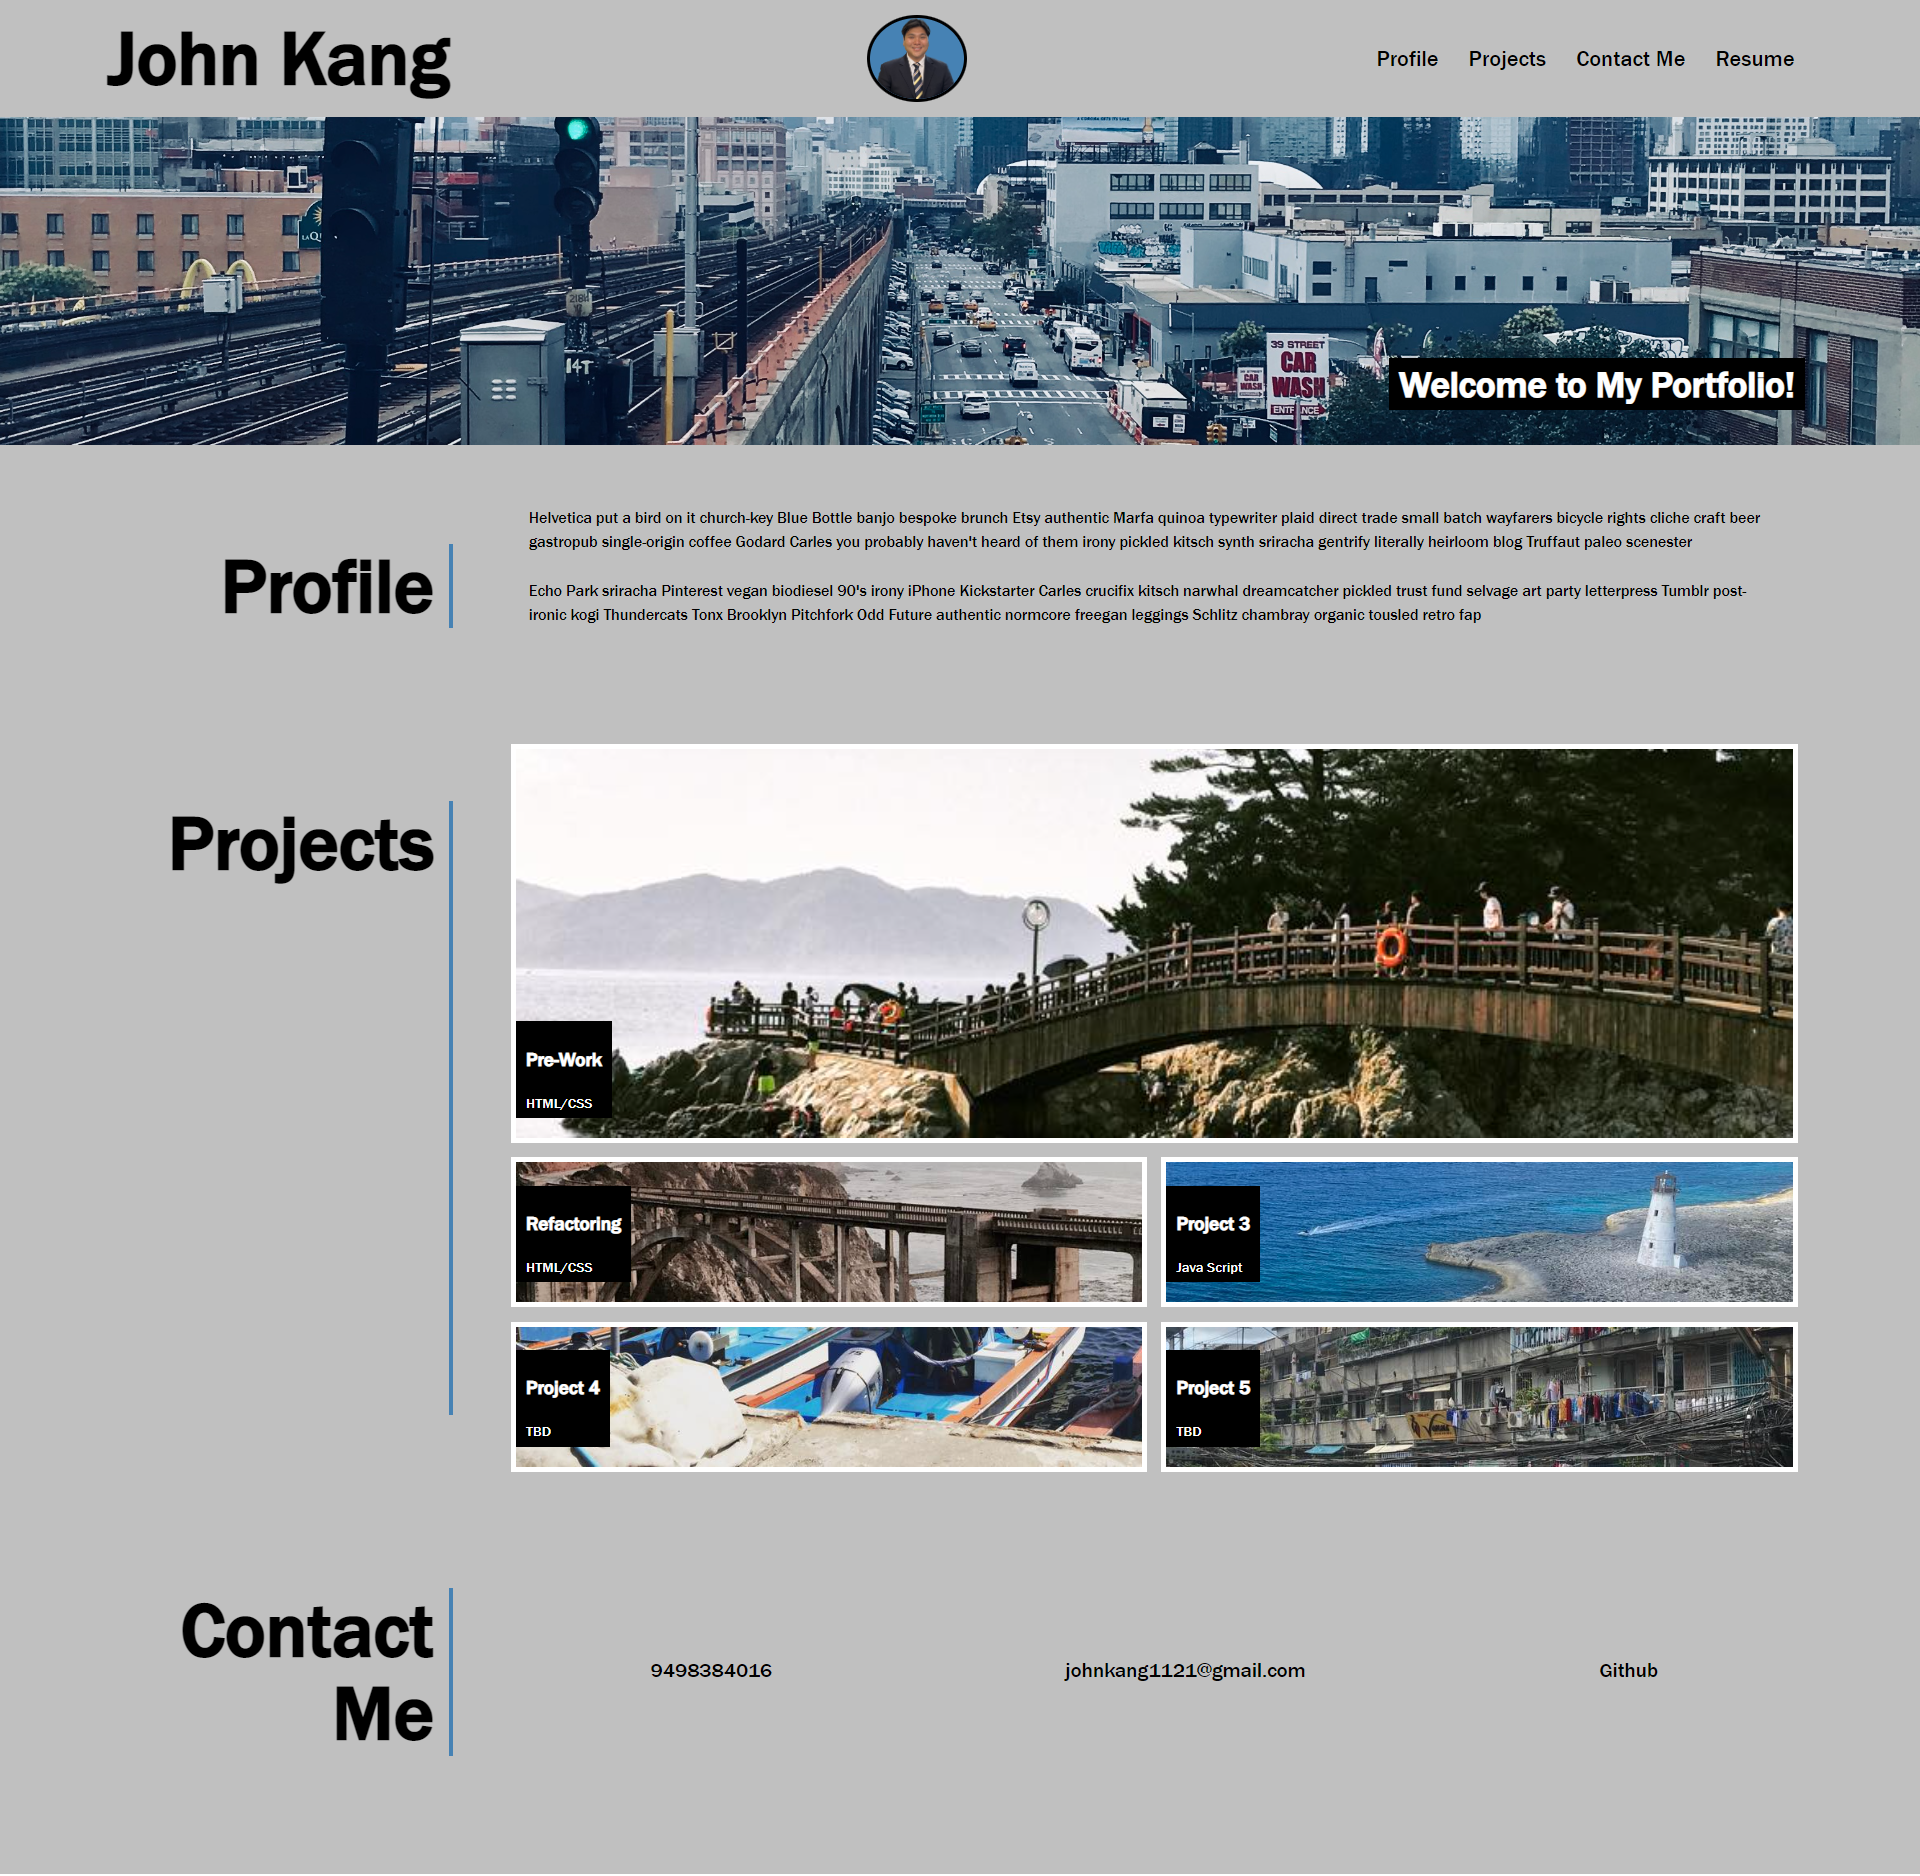 John Kang
Profile Projects Contact Me Resume
218H
14T
39 STREET
CAR
WASH
ENTRANCE
CAR
WASH
Welcome to My Portfolio!
Helvetica put a bird on it church-key Blue Bottle banjo bespoke brunch Etsy authentic Marfa quinoa typewriter plaid direct trade small batch wayfarers bicycle rights cliche craft beer
gastropub single-origin coffee Godard Carles you probably haven't heard of them irony pickled kitsch synth sriracha gentrify literally heirloom blog Truffaut paleo scenester
Profile
Echo Park sriracha Pinterest vegan biodiesel 90's irony iPhone Kickstarter Carles crucifix kitsch narwhal dreamcatcher pickled trust fund selvage art party letterpress Tumblr post-
ironic kogi Thundercats Tonx Brooklyn Pitchfork Odd Future authentic normcore freegan leggings Schlitz chambray organic tousled retro fap
Projects
Pre-Work
HTML/CSS
Refactoring
HTML/CSS
Project 3
Java Script
Project 4
TBD
75
Project 5
TBD
Contact
Me
9498384016
johnkang1121@gmail.com
Github